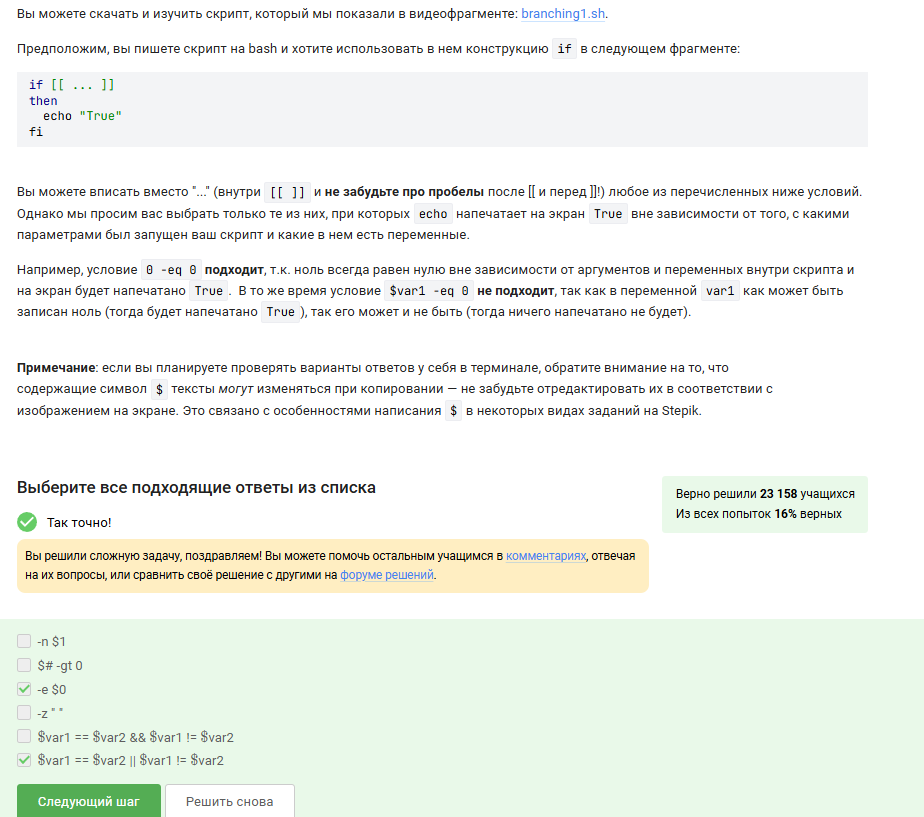 Вы можете скачать и изучить скрипт, который мы показали в видеофрагменте: branching1.sh.
Предположим, вы пишете скрипт на bash и хотите использовать в нем конструкцию if в следующем фрагменте:
if [[ ... ]]
then
  echo "True"
fi
Вы можете вписать вместо "..." (внутри [[ ]] и не забудьте про пробелы после [[ и перед ]]!) любое из перечисленных ниже условий.
Однако мы просим вас выбрать только те из них, при которых echo напечатает на экран True вне зависимости от того, с какими
параметрами был запущен ваш скрипт и какие в нем есть переменные.
Например, условие 0 -eq 0 подходит, т.к. ноль всегда равен нулю вне зависимости от аргументов и переменных внутри скрипта и
на экран будет напечатано True . В то же время условие $var1 -eq 0 не подходит, так как в переменной var1 как может быть
записан ноль (тогда будет напечатано True ), так его может и не быть (тогда ничего напечатано не будет).
Примечание: если вы планируете проверять варианты ответов у себя в терминале, обратите внимание на то, что
содержащие символ $ тексты могут изменяться при копировании — не забудьте отредактировать их в соответствии с
изображением на экране. Это связано с особенностями написания $ в некоторых видах заданий на Stepik.
Выберите все подходящие ответы из списка
Верно решили 23 158 учащихся
Из всех попыток 16% верных
Так точно!
Вы решили сложную задачу, поздравляем! Вы можете помочь остальным учащимся в комментариях, отвечая
на их вопросы, или сравнить своё решение с другими на форуме решений.
-n $1
$# -gt 0
-e $0
-z " "
$var1 == $var2 && $var1 != $var2
$var1 == $var2 || $var1 != $var2
Следующий шаг
Решить снова